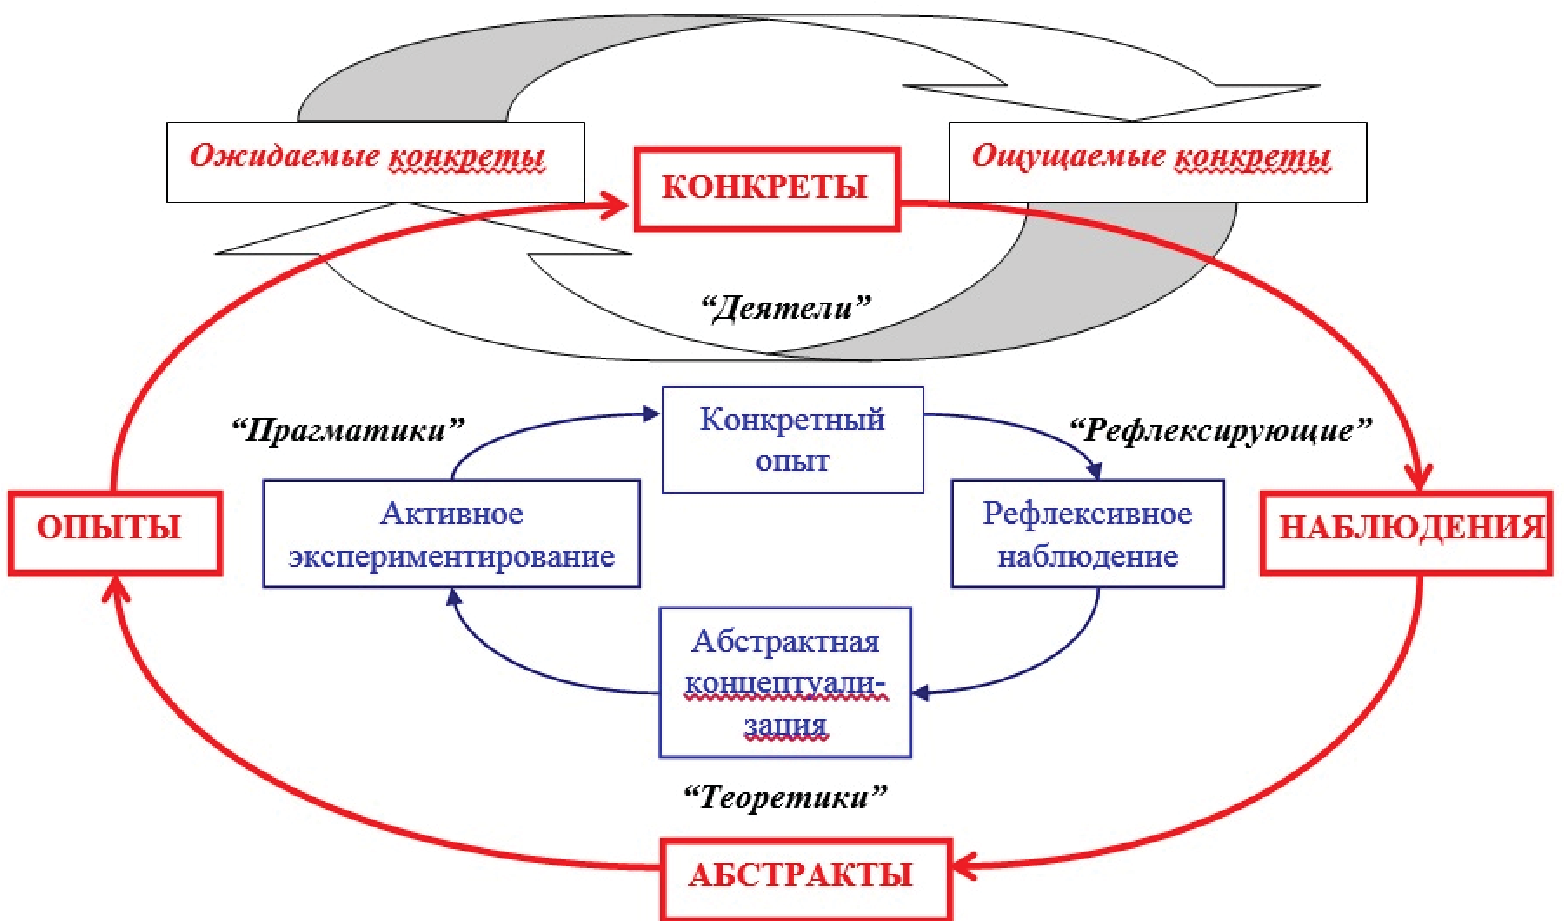 Ожидаемые конкреты
КОНКРЕТЫ
Ощущаемые конкреты
“Деятели”
“Прагматики”
Конкретный
опыт
“Рефлексирующие”
ОПЫТЫ
Активное
экспериментирование
Рефлексивное
наблюдение
НАБЛЮДЕНИЯ
Абстрактная
концептуали-
зация
“Теоретики”
АБСТРАКТЫ